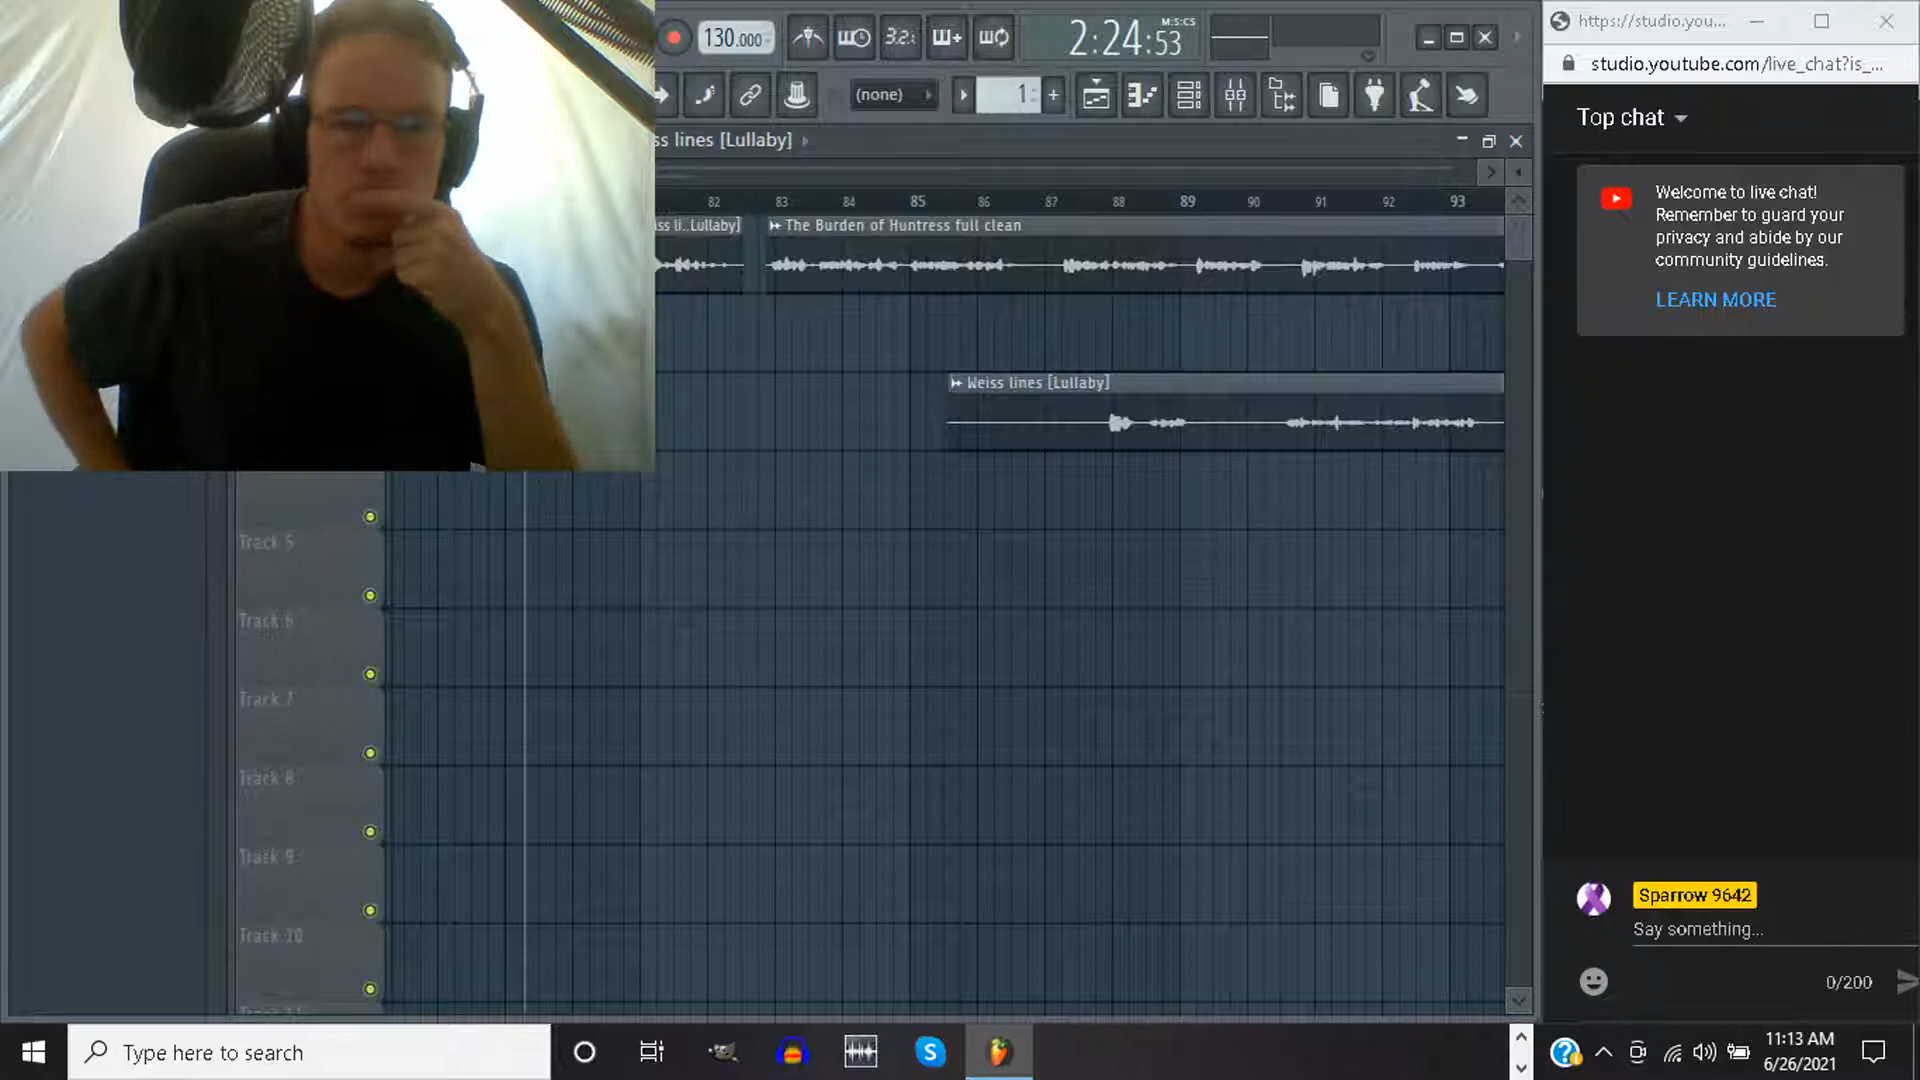 130.000
3.2:
2:24:53
M:S:CS
(none)
1
ss lines [Lullaby]
82 83 84 85 86 87 88 89 90 91 92 93
ss li..Lullaby]
The Burden of Huntress full clean
Weiss lines [Lullaby]
Track 5
Track 6
Track 7
Track 8
Track 9
Track 10
https://studio.you...
studio.youtube.com/live_chat?is_...
Top chat
Welcome to live chat!
Remember to guard your
privacy and abide by our
community guidelines.
LEARN MORE
Sparrow 9642
Say something...
0/200
Type here to search
11:13 AM
6/26/2021